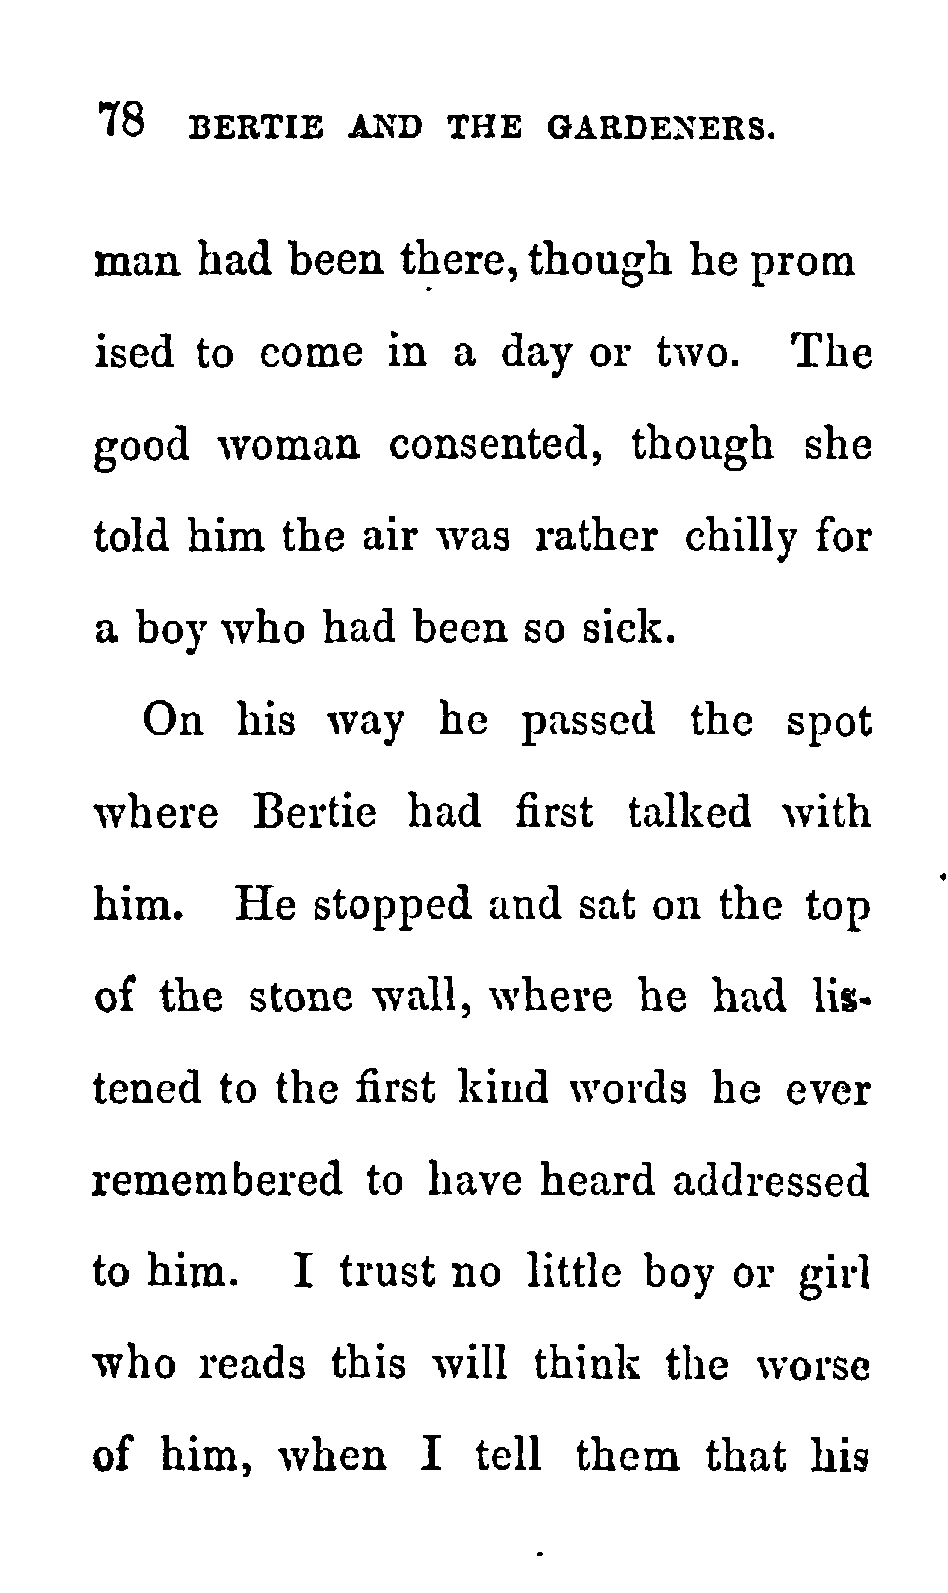 78 BERTIE AND THE GARDENERS.
man had been there, though he prom
ised to come in a day or two. The
good woman consented, though she
told him the air was rather chilly for
a boy who had been so sick.
On his way he passed the spot
where Bertie had first talked with
him. He stopped and sat on the top
of the stone wall, where he had lis-
tened to the first kind words he ever
remembered to have heard addressed
to him. I trust no little boy or girl
who reads this will think the worse
of him, when I tell them that his